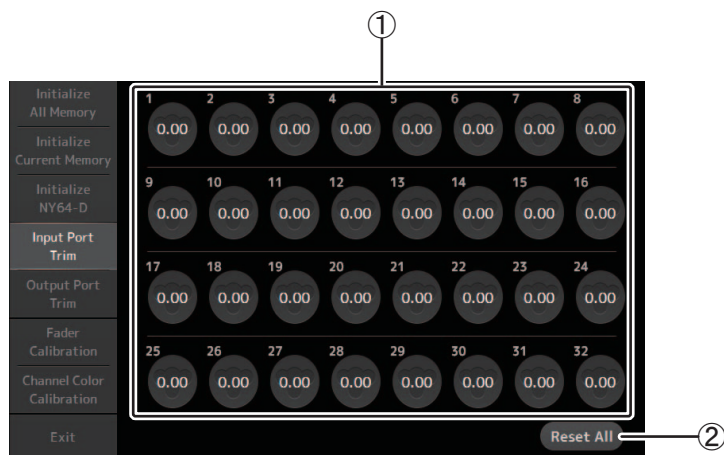 ①
Initialize
All Memory
Initialize
Current Memory
Initialize
NY64-D
Input Port
Trim
Output Port
Trim
Fader
Calibration
Channel Color
Calibration
Exit
1 2 3 4 5 6 7 8
0.00 0.00 0.00 0.00 0.00 0.00 0.00 0.00
9 10 11 12 13 14 15 16
0.00 0.00 0.00 0.00 0.00 0.00 0.00 0.00
17 18 19 20 21 22 23 24
0.00 0.00 0.00 0.00 0.00 0.00 0.00 0.00
25 26 27 28 29 30 31 32
0.00 0.00 0.00 0.00 0.00 0.00 0.00 0.00
Reset All ②